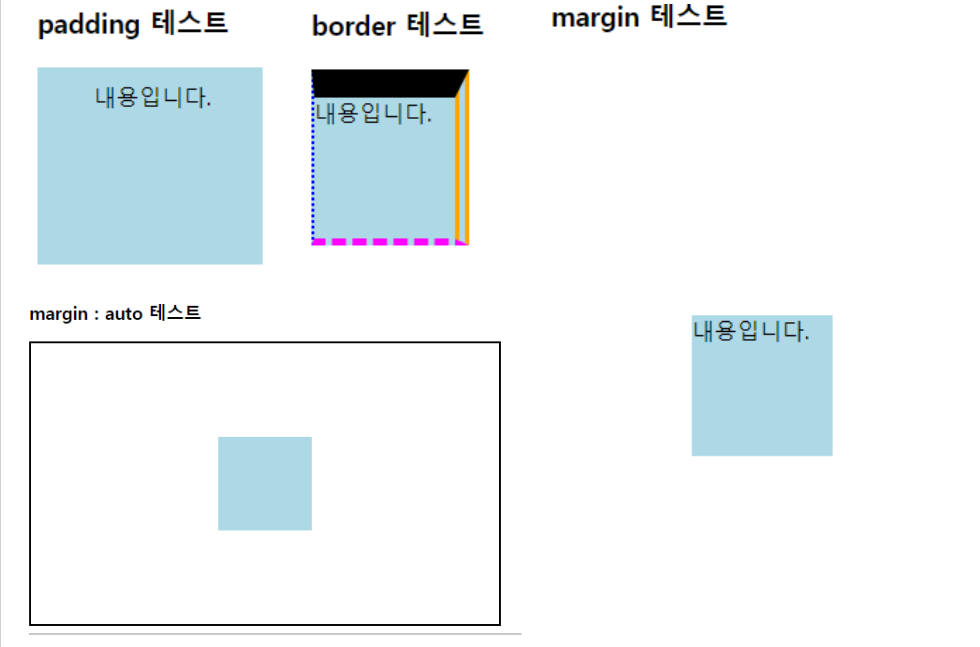 padding 테스트
내용입니다.
border 테스트
내용입니다.
margin 테스트
내용입니다.
margin : auto 테스트